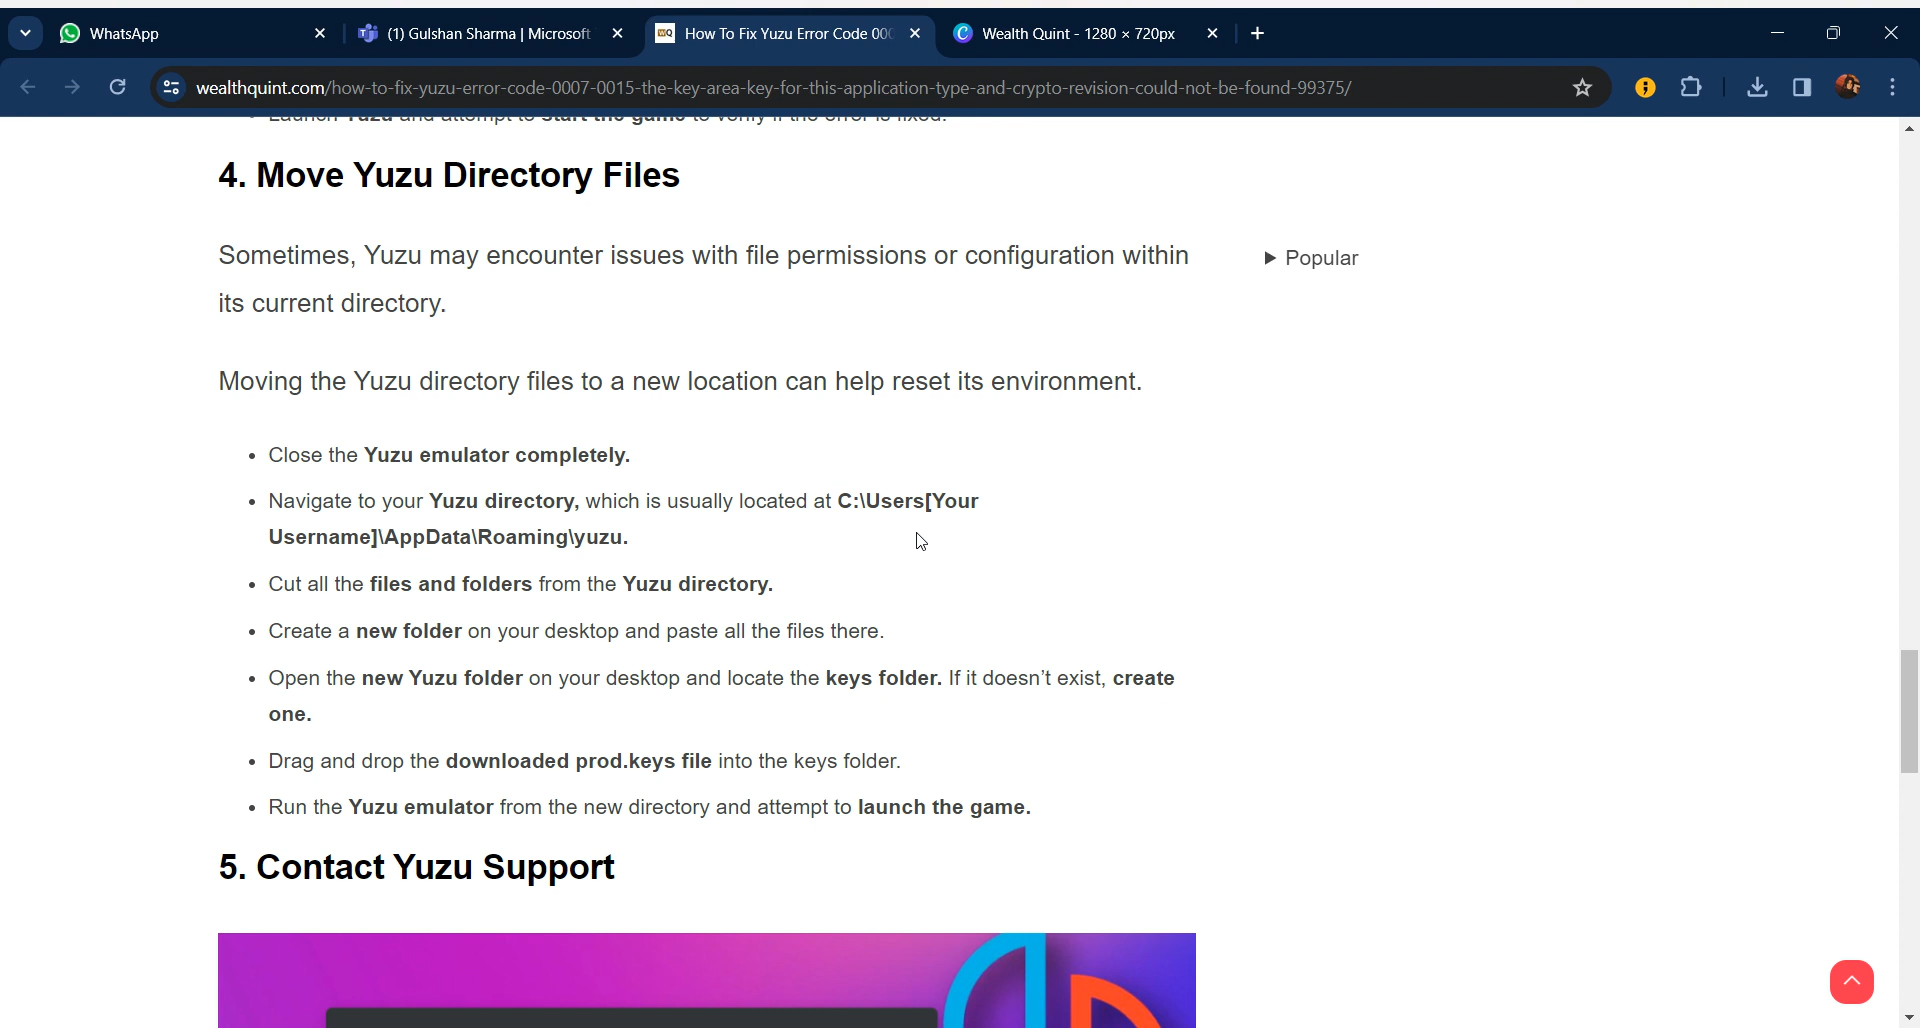 WhatsApp
(1) Gulshan Sharma | Microsoft
WQ
How To Fix Yuzu Error Code 00
Wealth Quint - 1280 × 720px
wealthquint.com/how-to-fix-yuzu-error-code-0007-0015-the-key-area-key-for-this-application-type-and-crypto-revision-could-not-be-found-99375/
4. Move Yuzu Directory Files
Sometimes, Yuzu may encounter issues with file permissions or configuration within
its current directory.
▶ Popular
Moving the Yuzu directory files to a new location can help reset its environment.
• Close the Yuzu emulator completely.
• Navigate to your Yuzu directory, which is usually located at C:\Users[Your
Username]\AppData\Roaming\yuzu.
• Cut all the files and folders from the Yuzu directory.
• Create a new folder on your desktop and paste all the files there.
• Open the new Yuzu folder on your desktop and locate the keys folder. If it doesn’t exist, create
one.
• Drag and drop the downloaded prod.keys file into the keys folder.
• Run the Yuzu emulator from the new directory and attempt to launch the game.
5. Contact Yuzu Support